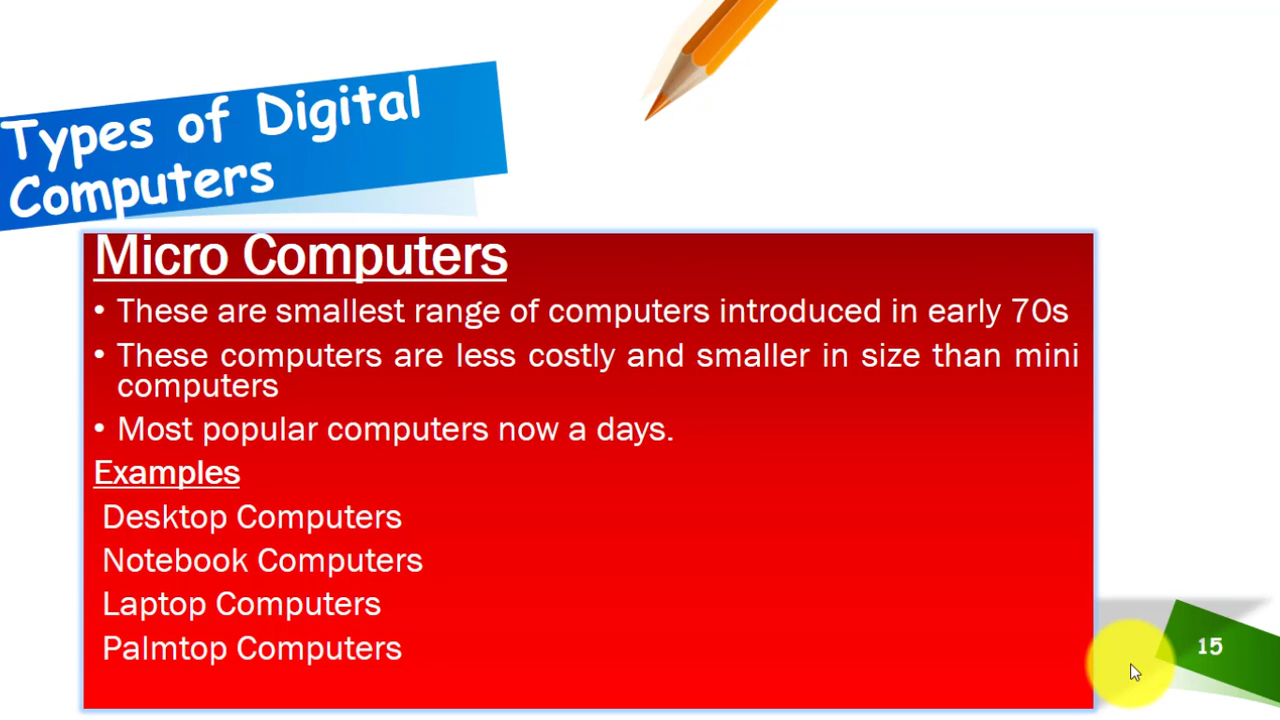 Types of Digital
Computers
Micro Computers
• These are smallest range of computers introduced in early 70s
• These computers are less costly and smaller in size than mini
computers
• Most popular computers now a days.
Examples
Desktop Computers
Notebook Computers
Laptop Computers
Palmtop Computers
15